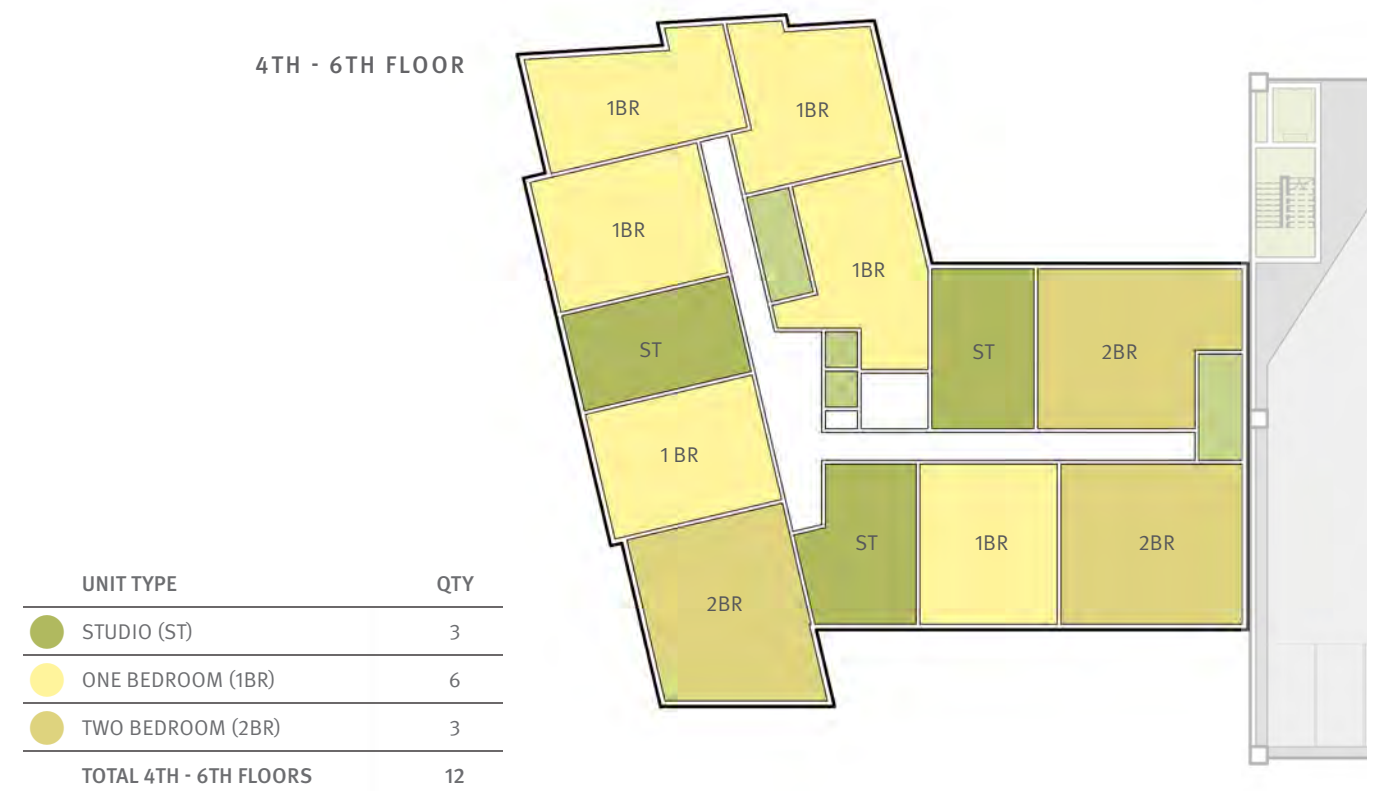 4TH - 6TH FLOOR
1BR
1BR
1BR
1BR
ST
ST
2BR
1 BR
ST
1BR
2BR
2BR
UNIT TYPE QTY
STUDIO (ST) 3
ONE BEDROOM (1BR) 6
TWO BEDROOM (2BR) 3
TOTAL 4TH - 6TH FLOORS 12